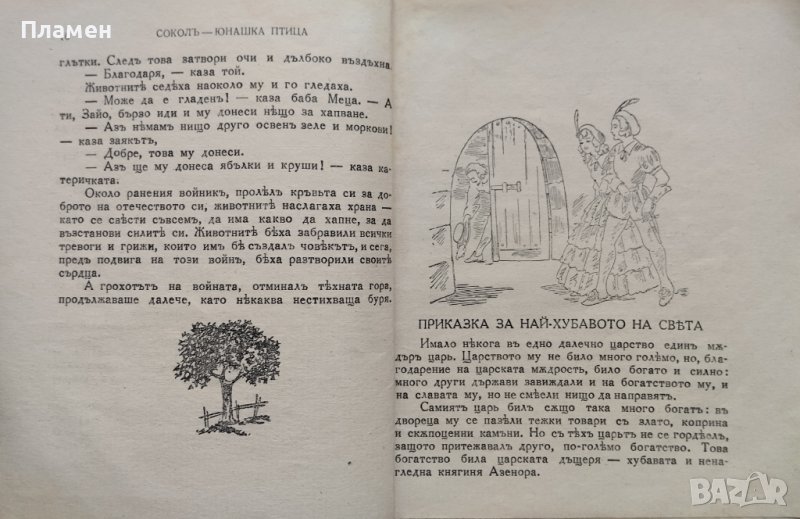 Пламен
СОКОЛЪ — ЮНАШКА ПТИЦА
глътки. Следъ това затвори очи и дълбоко въздъхна.
— Благодаря, — каза той.
Животнитѣ седѣха наоколо му и го гледаха.
— Може да е гладенъ! — каза баба Меца. — А
ти, Зайо, бързо иди и му донеси нѣщо за хапване.
— Азъ нѣмамъ нищо друго освен зеле и моркови!
— каза заякътъ,
— Добре, това му донеси.
— Азъ ще му донеса ябълки и круши! — каза ка-
теричката.
Около ранения войникъ, пролѣлъ кръвьта си за до-
брото на отечеството си, животнитѣ наслагаха храна —
като се свѣсти съвсемъ, да има какво да хапне, за да
възстанови силитѣ си. Животнитѣ бѣха забравили всички
тревоги и грижи, които имъ бѣ създалъ човѣкътъ, и сега,
предъ подвига на този войнъ, бѣха разтворили своитѣ
сърдца.
А грохотътъ на войната, отминалъ тѣхната гора,
продължаваше далече, като нѣкаква нестихваща буря.
ПРИКАЗКА ЗА НАЙ-ХУБАВОТО НА СВѢТА
Имало нѣкога въ едно далечно царство единъ мѫ-
дъръ царь. Царството му не било много голѣмо, но, бла-
годарение на царската мѫдрость, било богато и силно:
много други държави завиждали и на богатството му, и
на славата му, но не смѣели нищо да направятъ.
Самиятъ царь билъ сѫщо така много богатъ: въ
двореца му се пазѣли тежки товари съ злато, коприна
и скѫпоценни камъни. Но съ тѣхъ царьтъ не се гордѣелъ,
защото притежавалъ друго, по-голѣмо богатство. Това
богатство била царската дъщеря — хубавата и нена-
гледна княгиня Азенора.
BAZAR